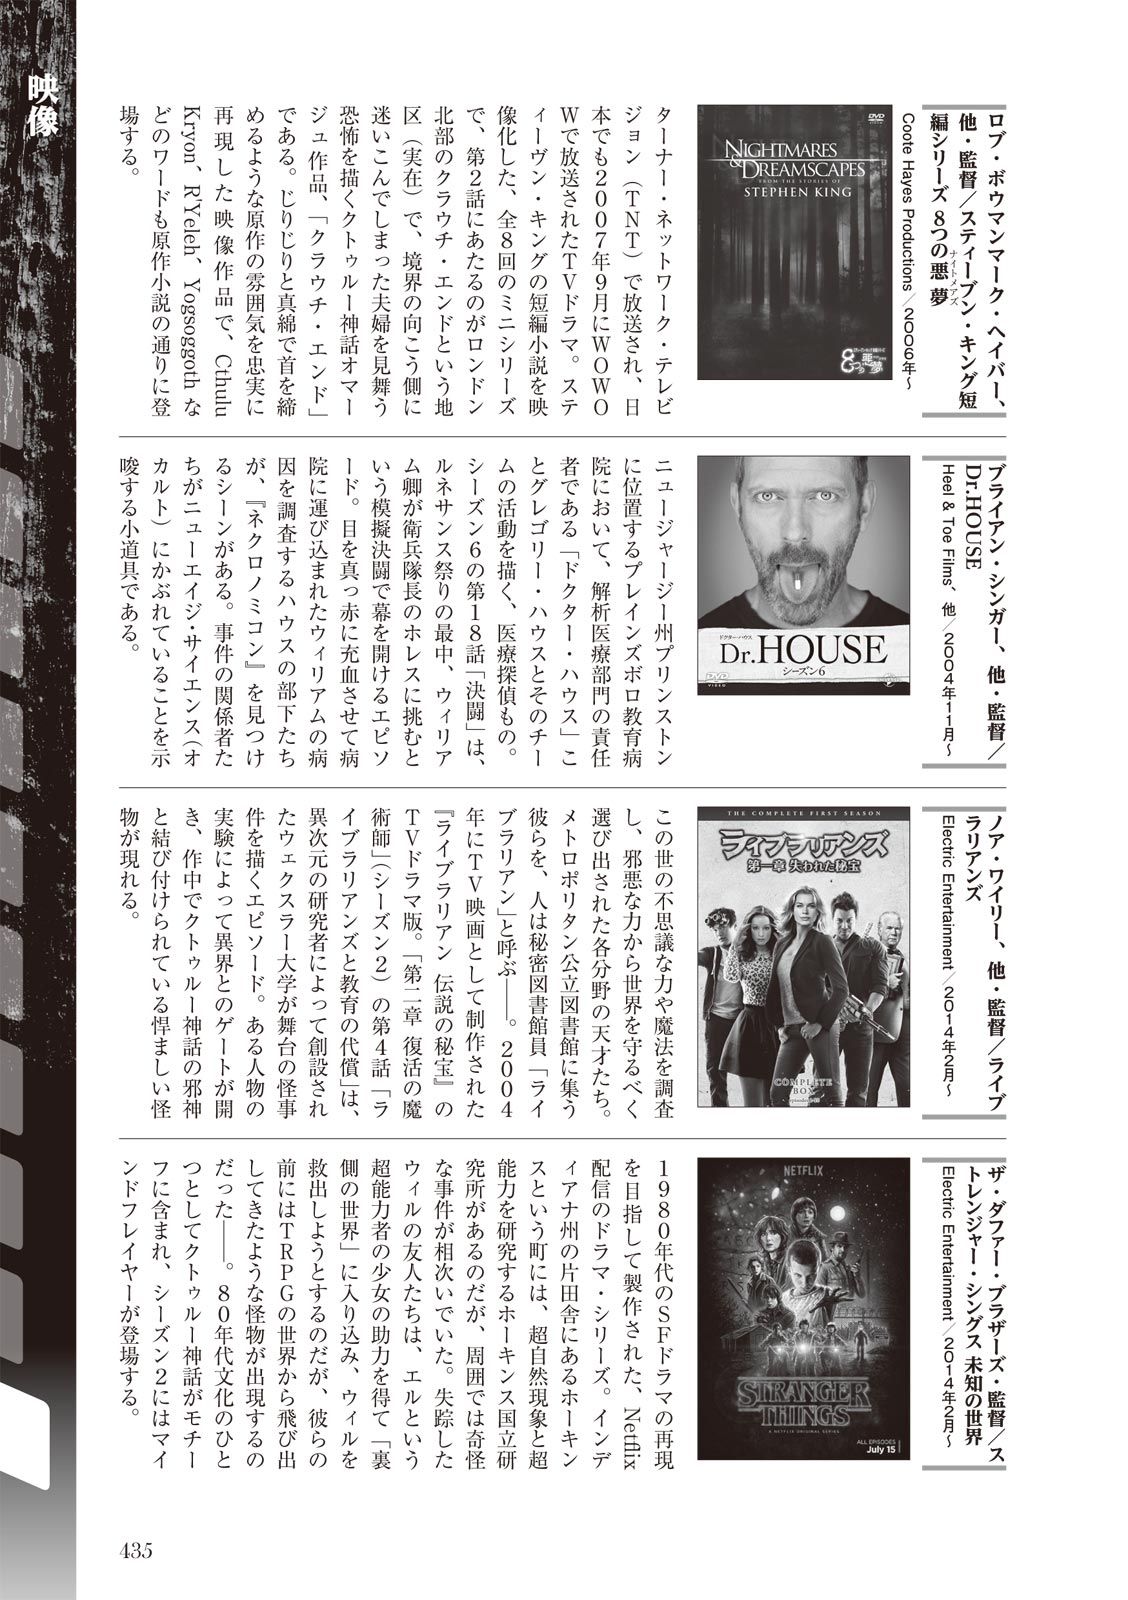 映像
ロブ・ボウマンマーク・ヘイバー、
他・監督／スティーブン・キング短
編シリーズ 8つの悪夢
ナイトメアズ
Coote Hayes Productions／2006年〜
DVD
NIGHTMARES
& DREAMSCAPES
FROM THE STORIES OF
STEPHEN KING
8つの悪夢
ターナー・ネットワーク・テレビ
ジョン（TNT）で放送され、日
本でも2007年9月にWOWO
Wで放送されたTVドラマ。ステ
ィーヴン・キングの短編小説を映
像化した、全8回のミニシリーズ
で、第2話にあたるのがロンドン
北部のクラウチ・エンドという地
区（実在）で、境界の向こう側に
迷いこんでしまった夫婦を見舞う
恐怖を描くクトゥルー神話オマー
ジュ作品、「クラウチ・エンド」
である。じりじりと真綿で首を締
めるような原作の雰囲気を忠実に
再現した映像作品で、Cthulu
Kryon、R'Yeleh、Yogsoggoth な
どのワードも原作小説の通りに登
場する。
ブライアン・シンガー、他・監督／
Dr.HOUSE
Heel & Toe Films、他／2004年11月〜
ドクター・ハウス
Dr.HOUSE
シーズン6
DVD
VIDEO
ニュージャージー州プリンストン
に位置するプレインズボロ教育病
院において、解析医療部門の責任
者である「ドクター・ハウス」こ
とグレゴリー・ハウスとそのチー
ムの活動を描く、医療探偵もの。
シーズン6の第18話「決闘」は、
ルネサンス祭りの最中、ウィリア
ム卿が衛兵隊長のホレスに挑むと
いう模擬決闘で幕を開けるエピソ
ード。目を真っ赤に充血させて病
院に運び込まれたウィリアムの病
因を調査するハウスの部下たち
が、『ネクロノミコン』を見つけ
るシーンがある。事件の関係者た
ちがニューエイジ・サイエンス（オ
カルト）にかぶれていることを示
唆する小道具である。
ノア・ワイリー、他・監督／ライブ
ラリアンズ
Electric Entertainment／2014年2月〜
THE COMPLETE FIRST SEASON
ライブラリアンズ
第一章 失われた秘宝
COMPLETE
BOX
この世の不思議な力や魔法を調査
し、邪悪な力から世界を守るべく
選び出された各分野の天才たち。
メトロポリタン公立図書館に集う
彼らを、人は秘密図書館員「ライ
ブラリアン」と呼ぶ――。2004
年にTV映画として制作された
『ライブラリアン 伝説の秘宝』の
TVドラマ版。「第二章 復活の魔
術師」（シーズン2）の第4話「ラ
イブラリアンズと教育の代償」は、
異次元の研究者によって創設され
たウェクスラー大学が舞台の怪事
件を描くエピソード。ある人物の
実験によって異界とのゲートが開
き、作中でクトゥルー神話の邪神
と結び付けられている悍ましい怪
物が現れる。
ザ・ダファー・ブラザーズ・監督／ス
トレンジャー・シングス 未知の世界
Electric Entertainment／2014年2月〜
NETFLIX
STRANGER
THINGS
A NETFLIX ORIGINAL SERIES
ALL EPISODES
July 15
1980年代のSFドラマの再現
を目指して製作された、Netflix
配信のドラマ・シリーズ。インデ
ィアナ州の片田舎にあるホーキン
スという町には、超自然現象と超
能力を研究するホーキンス国立研
究所があるのだが、周囲では奇怪
な事件が相次いでいた。失踪した
ウィルの友人たちは、エルという
超能力者の少女の助力を得て「裏
側の世界」に入り込み、ウィルを
救出しようとするのだが、彼らの
前にはTRPGの世界から飛び出
してきたような怪物が出現するの
だった――。80年代文化のひと
つとしてクトゥルー神話がモチー
フに含まれ、シーズン2にはマイ
ンドフレイヤーが登場する。
435